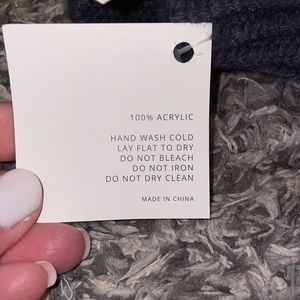 100% ACRYLIC
HAND WASH COLD
LAY FLAT TO DRY
DO NOT BLEACH
DO NOT IRON
DO NOT DRY CLEAN
MADE IN CHINA